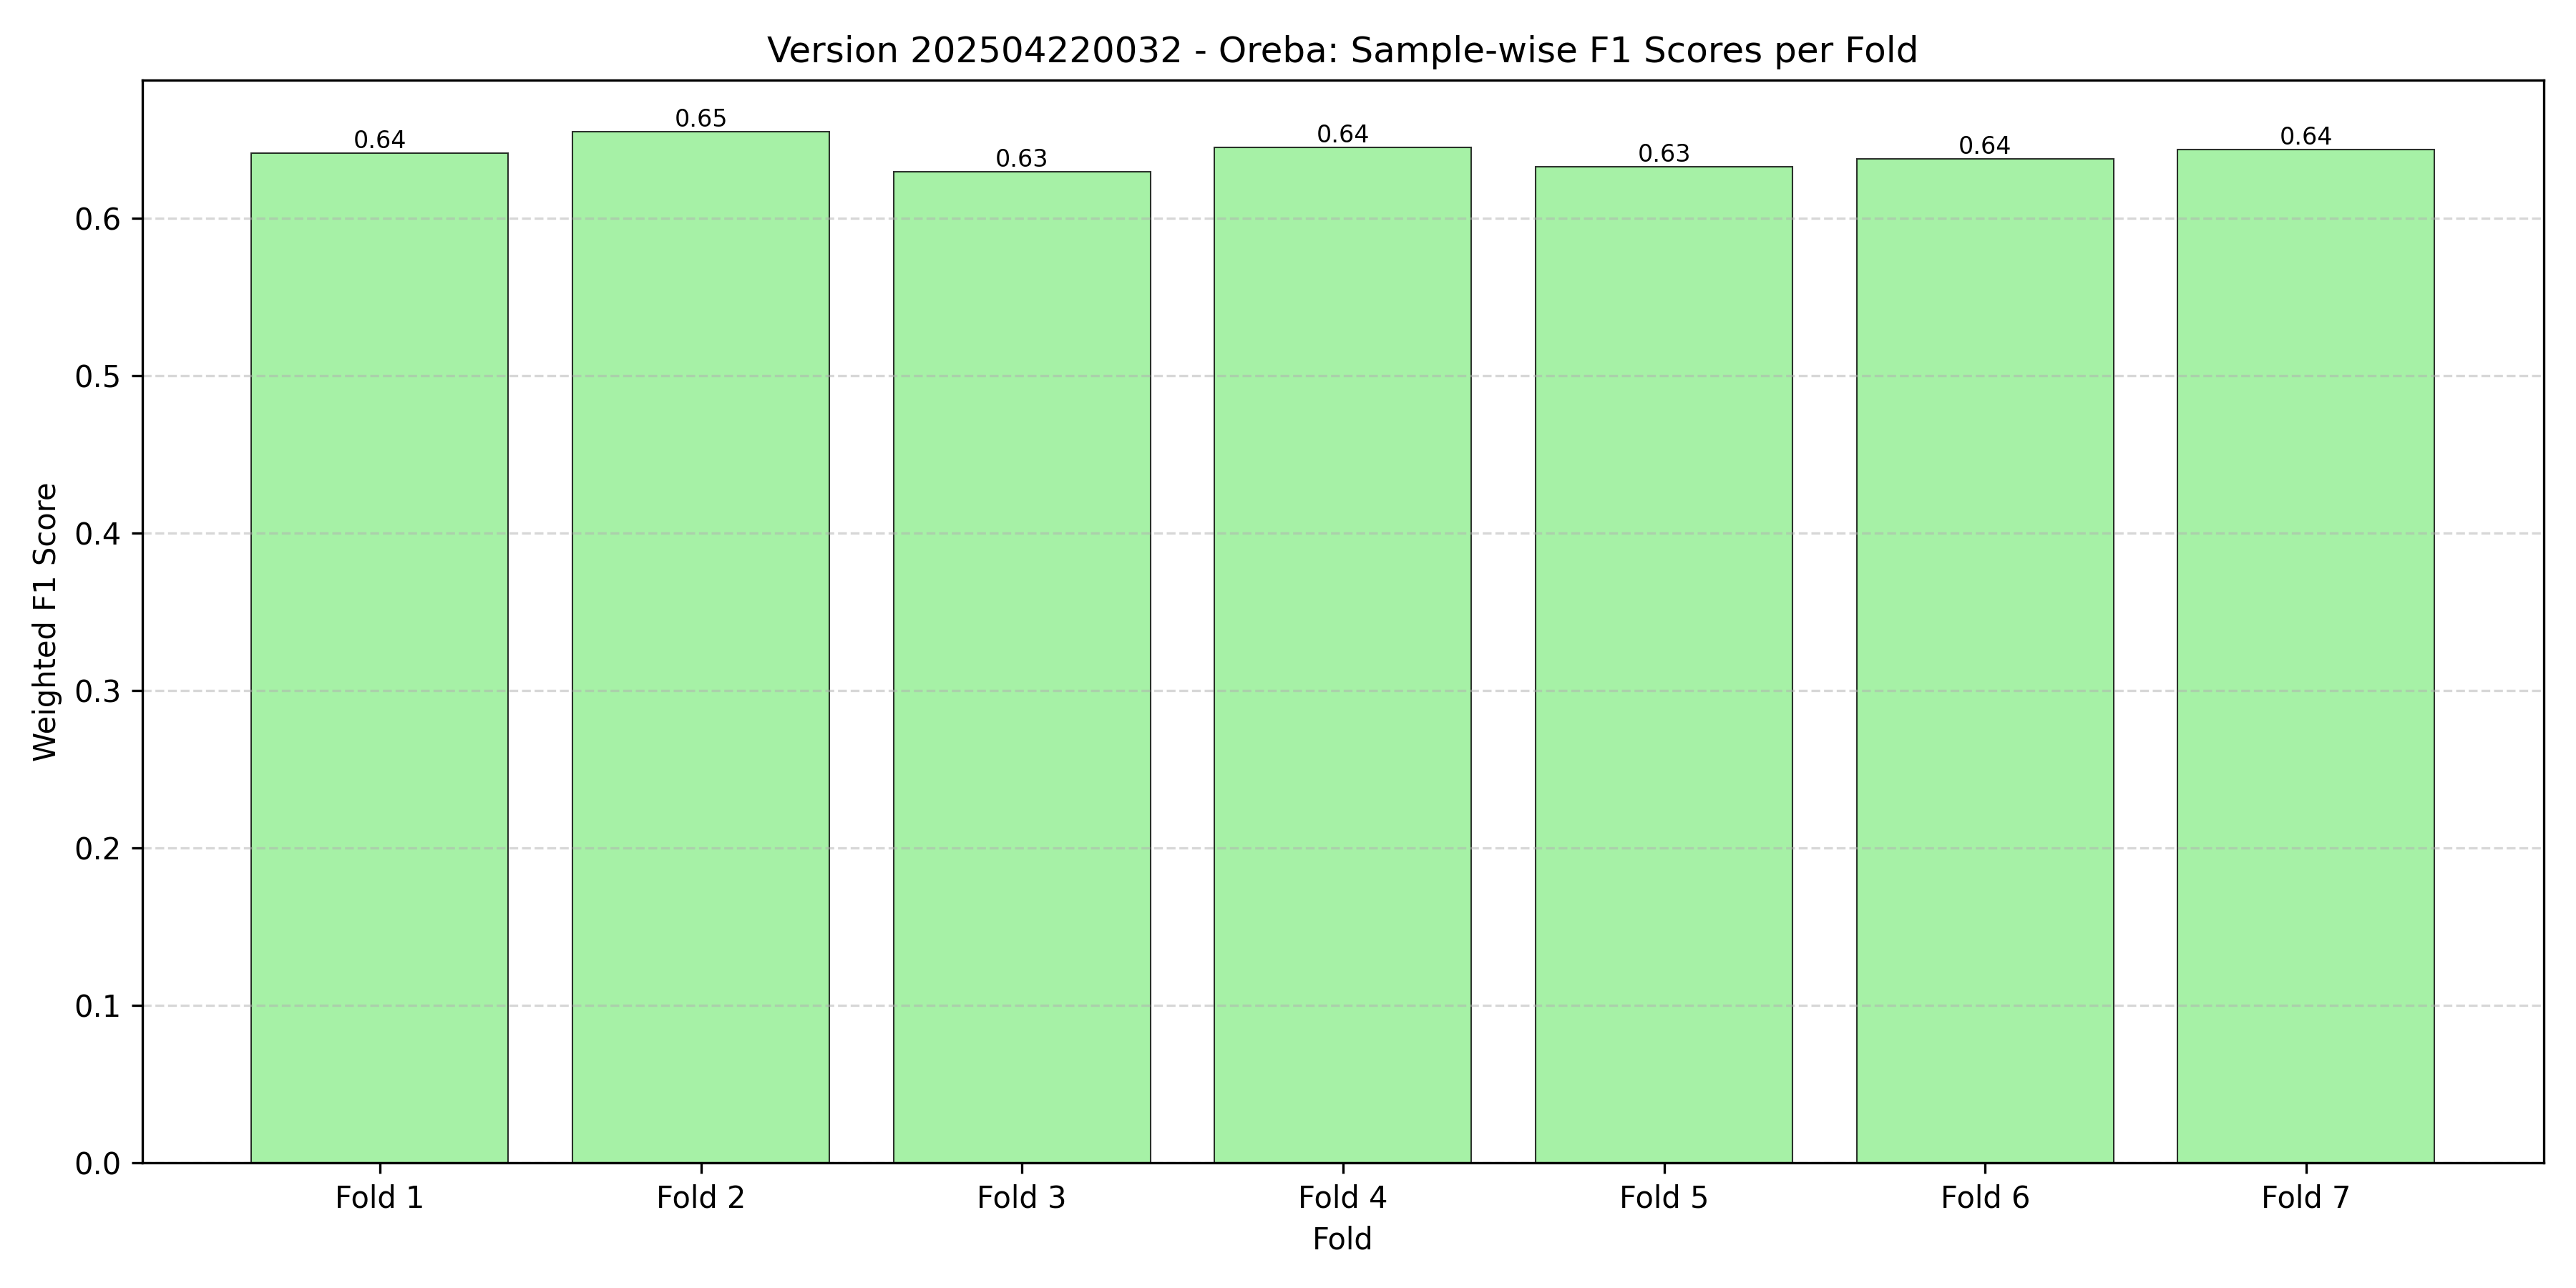 Version 202504220032 - Oreba: Sample-wise F1 Scores per Fold
0.64
0.65
0.63
0.64
0.63
0.64
0.64
Weighted F1 Score
0.6
0.5
0.4
0.3
0.2
0.1
0.0
Fold 1
Fold 2
Fold 3
Fold 4
Fold 5
Fold 6
Fold 7
Fold